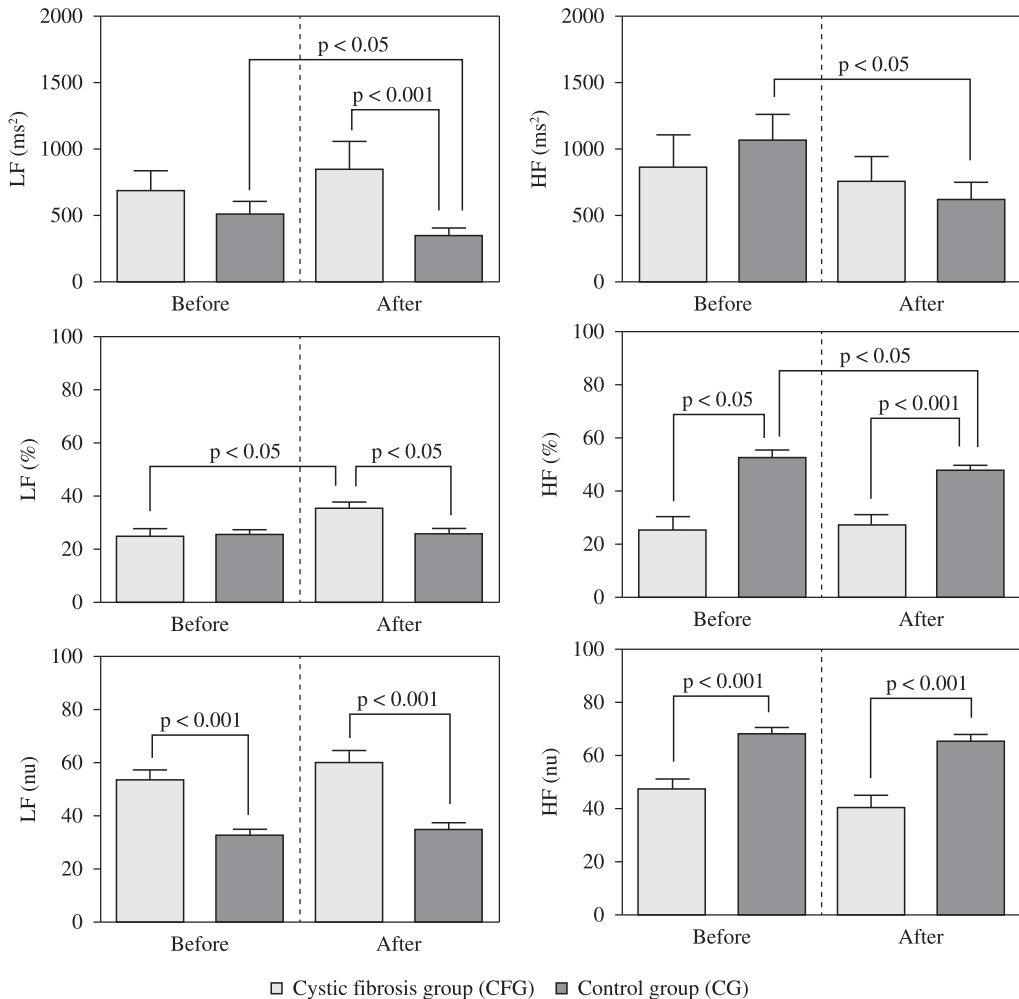 2000
1500
1000
500
0
LF (ms²)
p < 0.05
p < 0.001
Before
After
2000
1500
1000
500
0
HF (ms²)
p < 0.05
Before
After
100
80
60
40
20
0
LF (%)
p < 0.05
p < 0.05
Before
After
100
80
60
40
20
0
HF (%)
p < 0.05
p < 0.05
p < 0.001
Before
After
100
80
60
40
20
0
LF (nu)
p < 0.001
p < 0.001
Before
After
100
80
60
40
20
0
HF (nu)
p < 0.001
p < 0.001
Before
After
Cystic fibrosis group (CFG) Control group (CG)